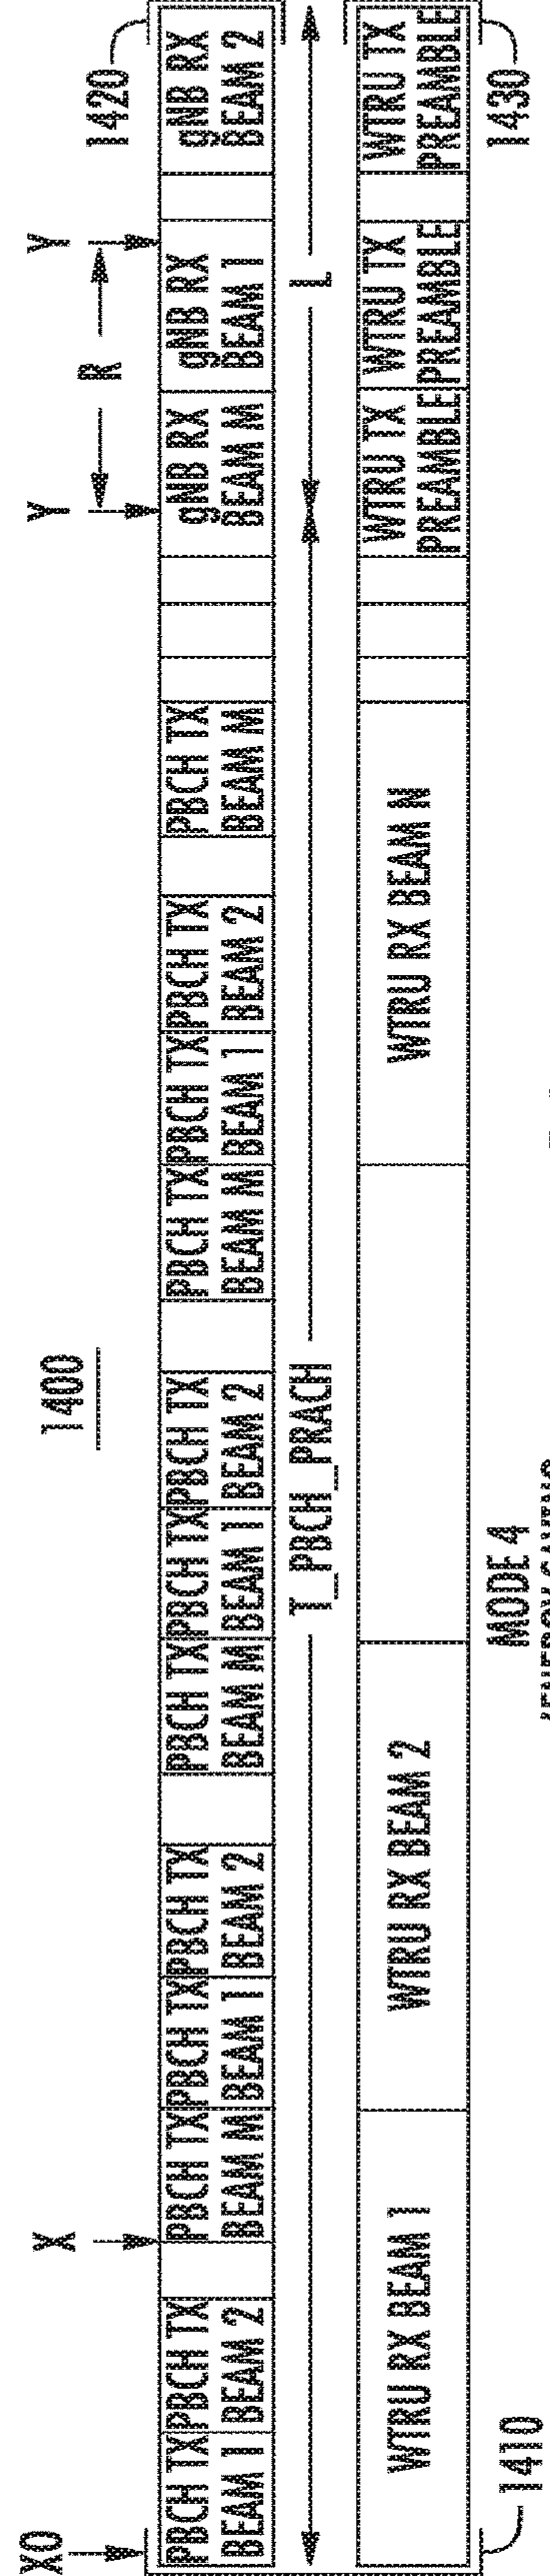 1400
X0
X
Y
R
Y
1420
PBCH TX BEAM 1
PBCH TX BEAM 2
PBCH TX BEAM M
PBCH TX BEAM 1
PBCH TX BEAM 2
PBCH TX BEAM M
PBCH TX BEAM 1
PBCH TX BEAM 2
PBCH TX BEAM M
PBCH TX BEAM 1
PBCH TX BEAM 2
PBCH TX BEAM M
gNB RX BEAM M
gNB RX BEAM 1
gNB RX BEAM 2
T_PBCH_PRACH
L
WTRU RX BEAM 1
WTRU RX BEAM 2
WTRU RX BEAM N
WTRU TX PREAMBLE
WTRU TX PREAMBLE
WTRU TX PREAMBLE
1410
MODE 4
1430